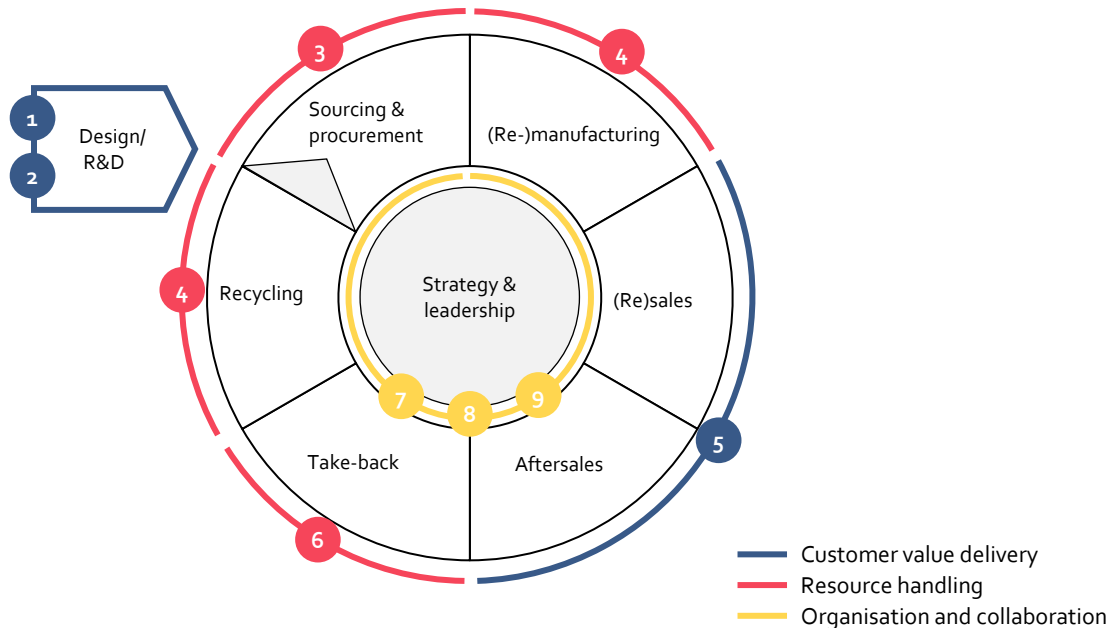 3
4
1
2
Design/
R&D
Sourcing &
procurement
(Re-)manufacturing
4
Recycling
Strategy &
leadership
(Re)sales
7
8
9
5
Take-back
Aftersales
6
Customer value delivery
Resource handling
Organisation and collaboration